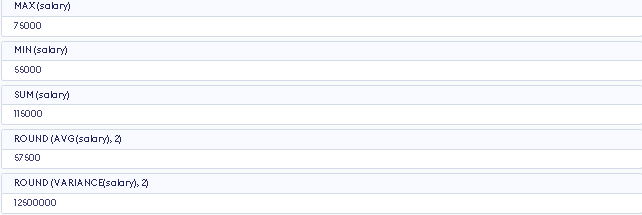 MAX(salary)
75000
MIN(salary)
55000
SUM(salary)
115000
ROUND(AVG(salary), 2)
57500
ROUND(VARIANCE(salary), 2)
12500000